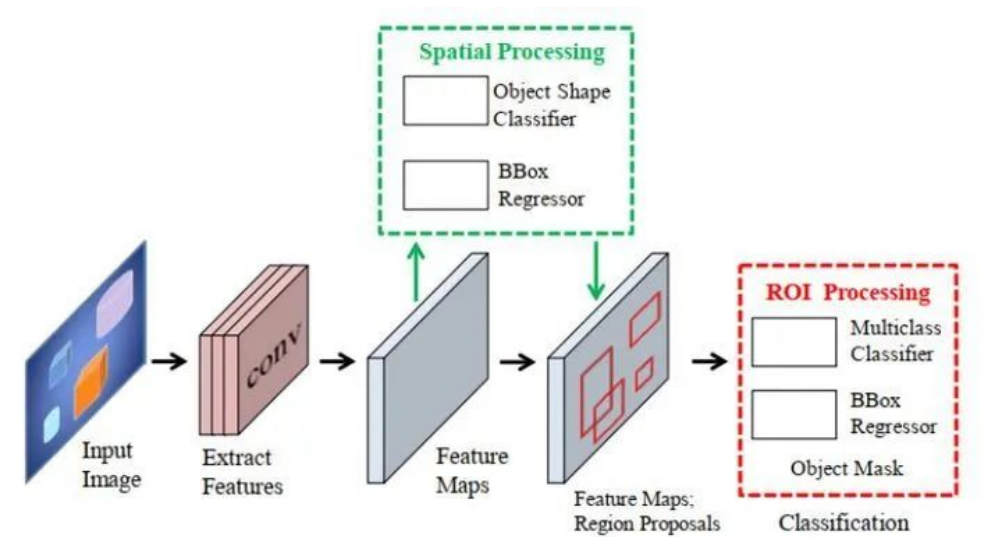 Spatial Processing
Object Shape
Classifier
BBox
Regressor
Input
Image
conv
Extract
Features
Feature
Maps
Feature Maps;
Region Proposals
ROI Processing
Multiclass
Classifier
BBox
Regressor
Object Mask
Classification